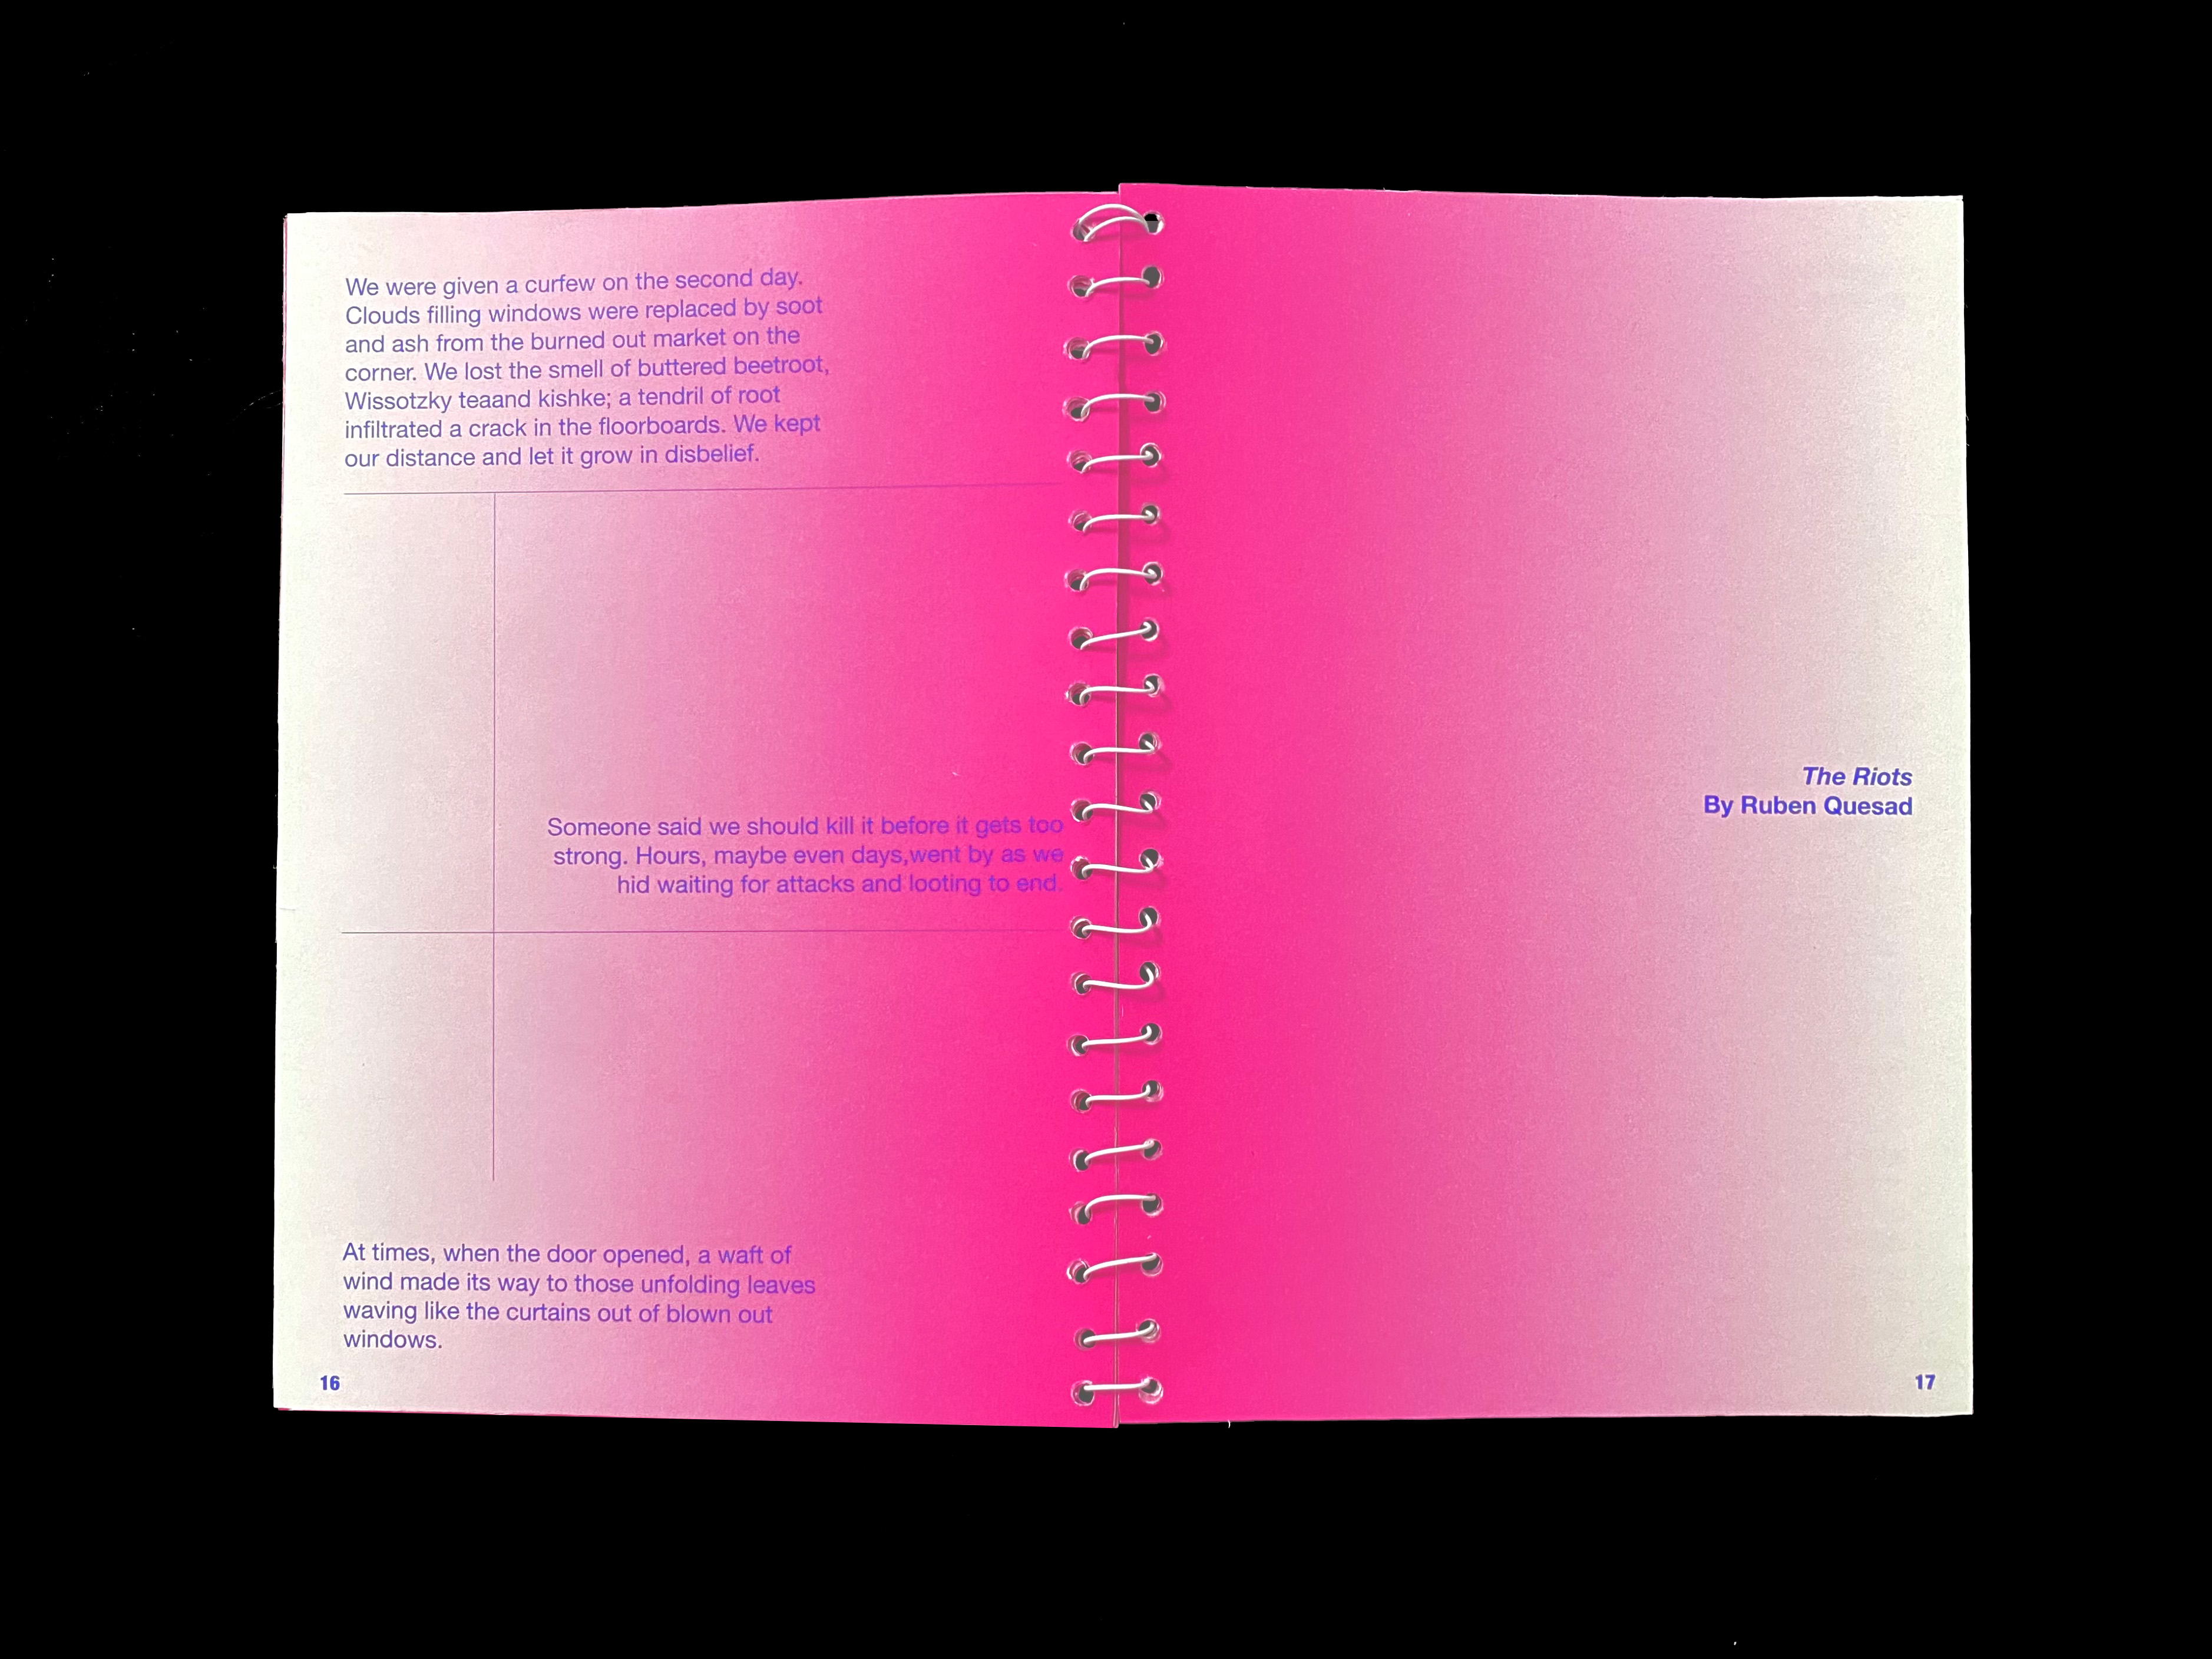 We were given a curfew on the second day.
Clouds filling windows were replaced by soot
and ash from the burned out market on the
corner. We lost the smell of buttered beetroot,
Wissotzky teaand kishke; a tendril of root
infiltrated a crack in the floorboards. We kept
our distance and let it grow in disbelief.
Someone said we should kill it before it gets too
strong. Hours, maybe even days,went by as we
hid waiting for attacks and looting to end.
At times, when the door opened, a waft of
wind made its way to those unfolding leaves
waving like the curtains out of blown out
windows.
16
The Riots
By Ruben Quesad
17